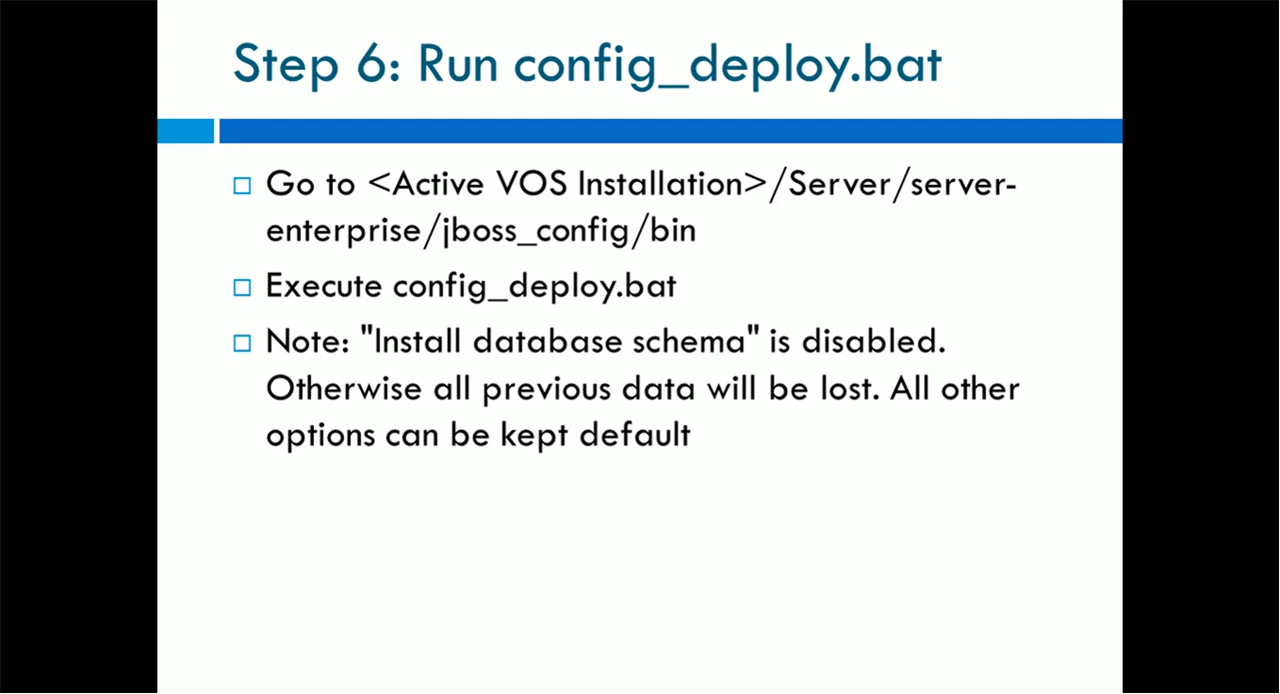 Step 6: Run config_deploy.bat
Go to <Active VOS Installation>/Server/server-
enterprise/jboss_config/bin
Execute config_deploy.bat
Note: "Install database schema" is disabled.
Otherwise all previous data will be lost. All other
options can be kept default